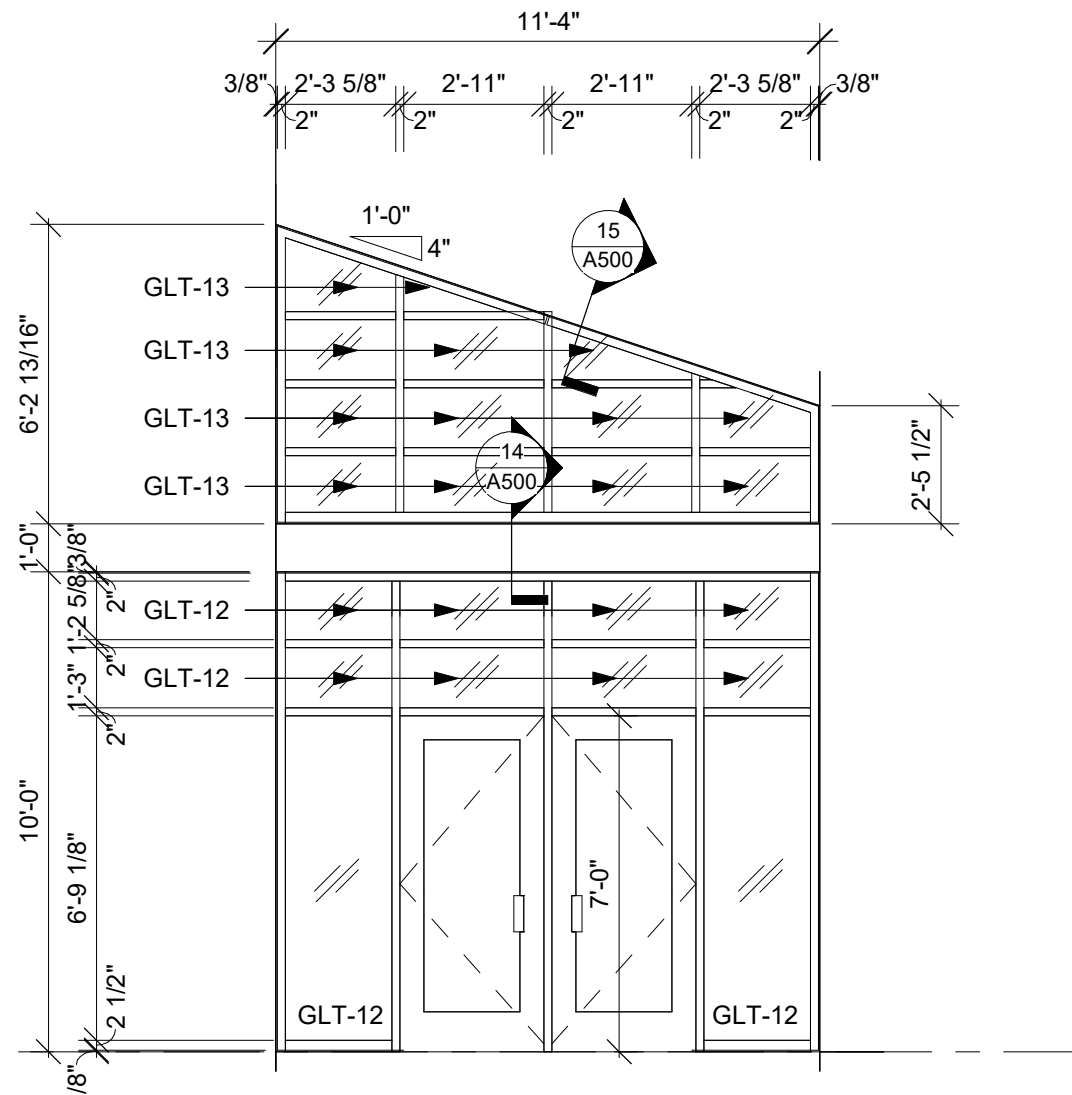 11'-4"
3/8" 2'-3 5/8" 2'-11" 2'-11" 2'-3 5/8" 3/8"
2" 2" 2" 2" 2"
1'-0"
4"
15
A500
GLT-13
GLT-13
GLT-13
GLT-13
6'-2 13/16"
2'-5 1/2"
14
A500
1'-0"
3/8"
2"
1'-2 5/8"
GLT-12
2"
1'-3"
GLT-12
2"
10'-0"
6'-9 1/8"
7'-0"
2 1/2"
GLT-12
GLT-12
/8"